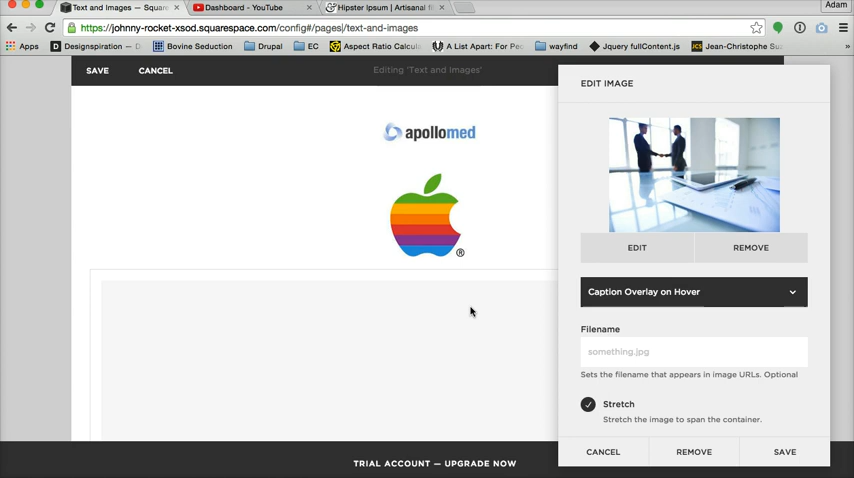 Text and Images — Square
Dashboard - YouTube
Hipster Ipsum | Artisanal fi
Adam
https://johnny-rocket-xsod.squarespace.com/config#/pages|/text-and-images
Apps
Designspiration —
Bovine Seduction
Drupal
EC
Aspect Ratio Calcul
A List Apart: For Peo
wayfind
Jquery fullContent.js
JCS
Jean-Christophe Su
SAVE
CANCEL
Editing 'Text and Images'
EDIT IMAGE
apollomed
®
EDIT
REMOVE
Caption Overlay on Hover
Filename
something.jpg
Sets the filename that appears in image URLs. Optional
Stretch
Stretch the image to span the container.
CANCEL
REMOVE
SAVE
TRIAL ACCOUNT — UPGRADE NOW